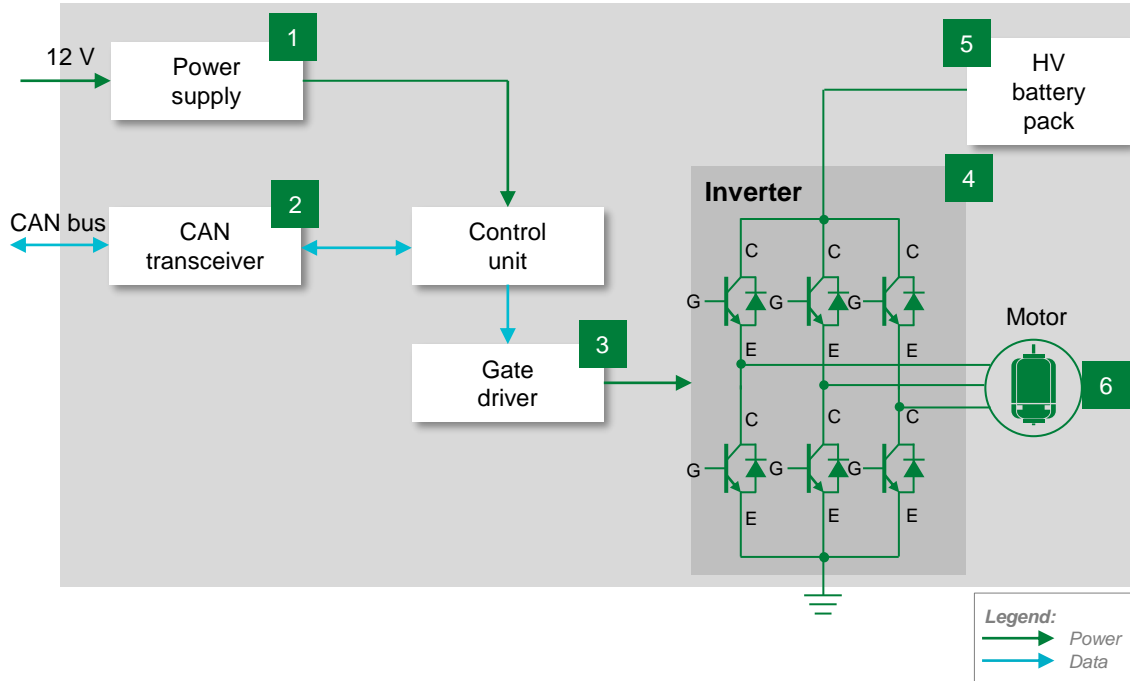 1
12 V
Power
supply
5
HV
battery
pack
4
Inverter
2
CAN bus
CAN
transceiver
Control
unit
C
C
C
G
G
G
E
E
E
Motor
3
Gate
driver
6
C
C
C
G
G
G
E
E
E
Legend:
Power
Data